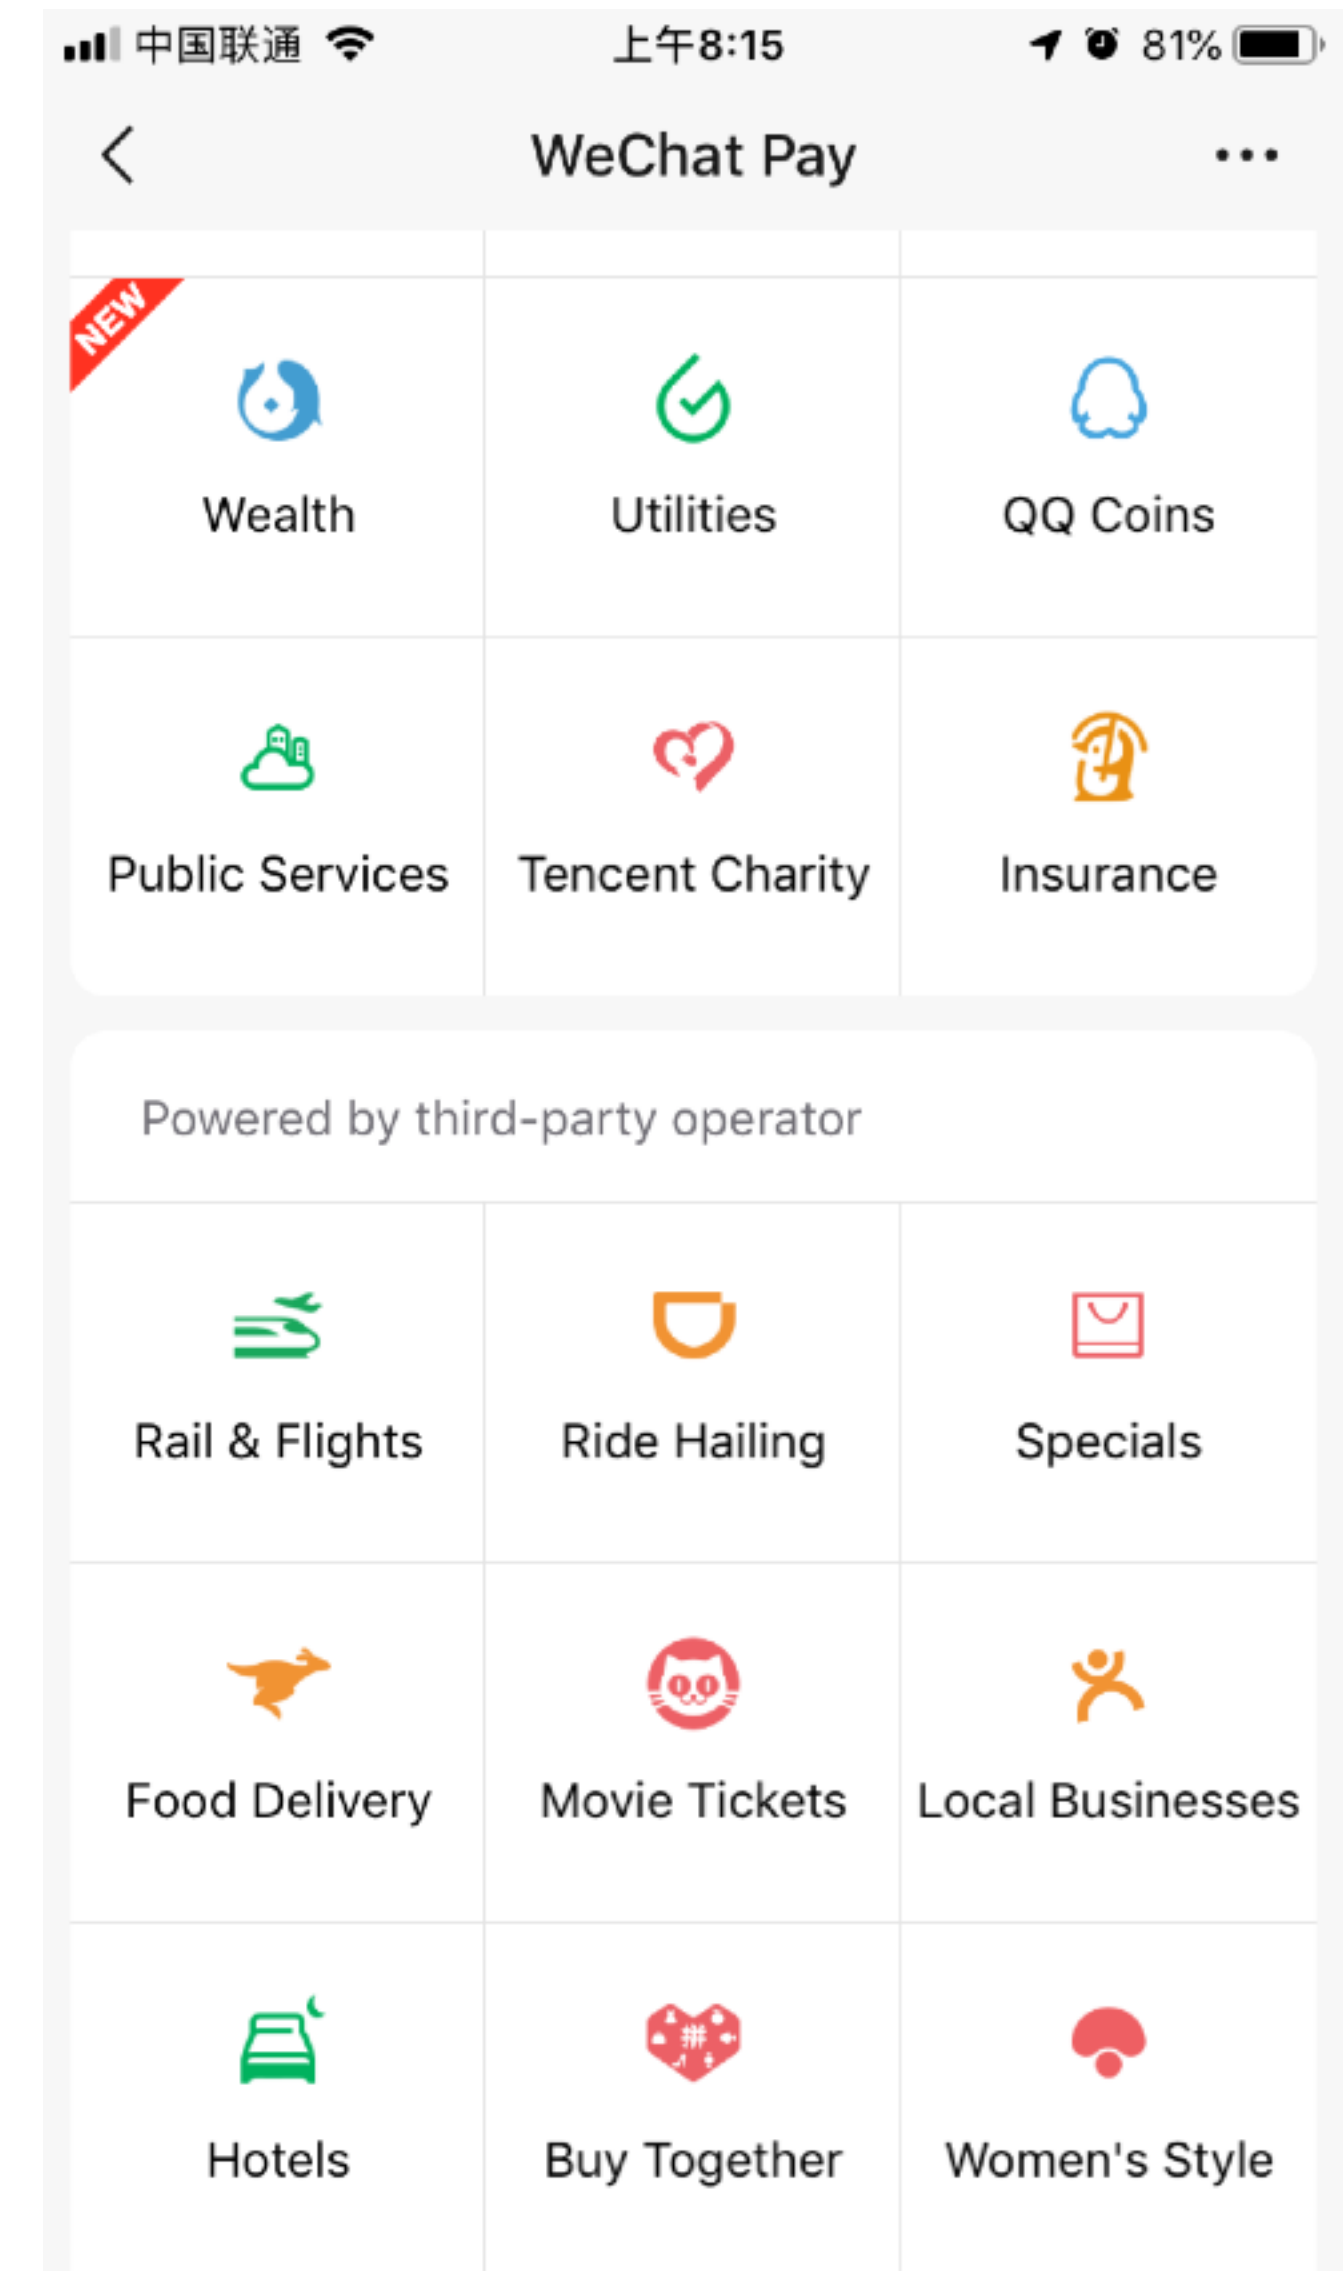 中国联通 上午8:15 81%
WeChat Pay
NEW
Wealth Utilities QQ Coins
Public Services Tencent Charity Insurance
Powered by third-party operator
Rail & Flights Ride Hailing Specials
Food Delivery Movie Tickets Local Businesses
拼
Hotels Buy Together Women's Style